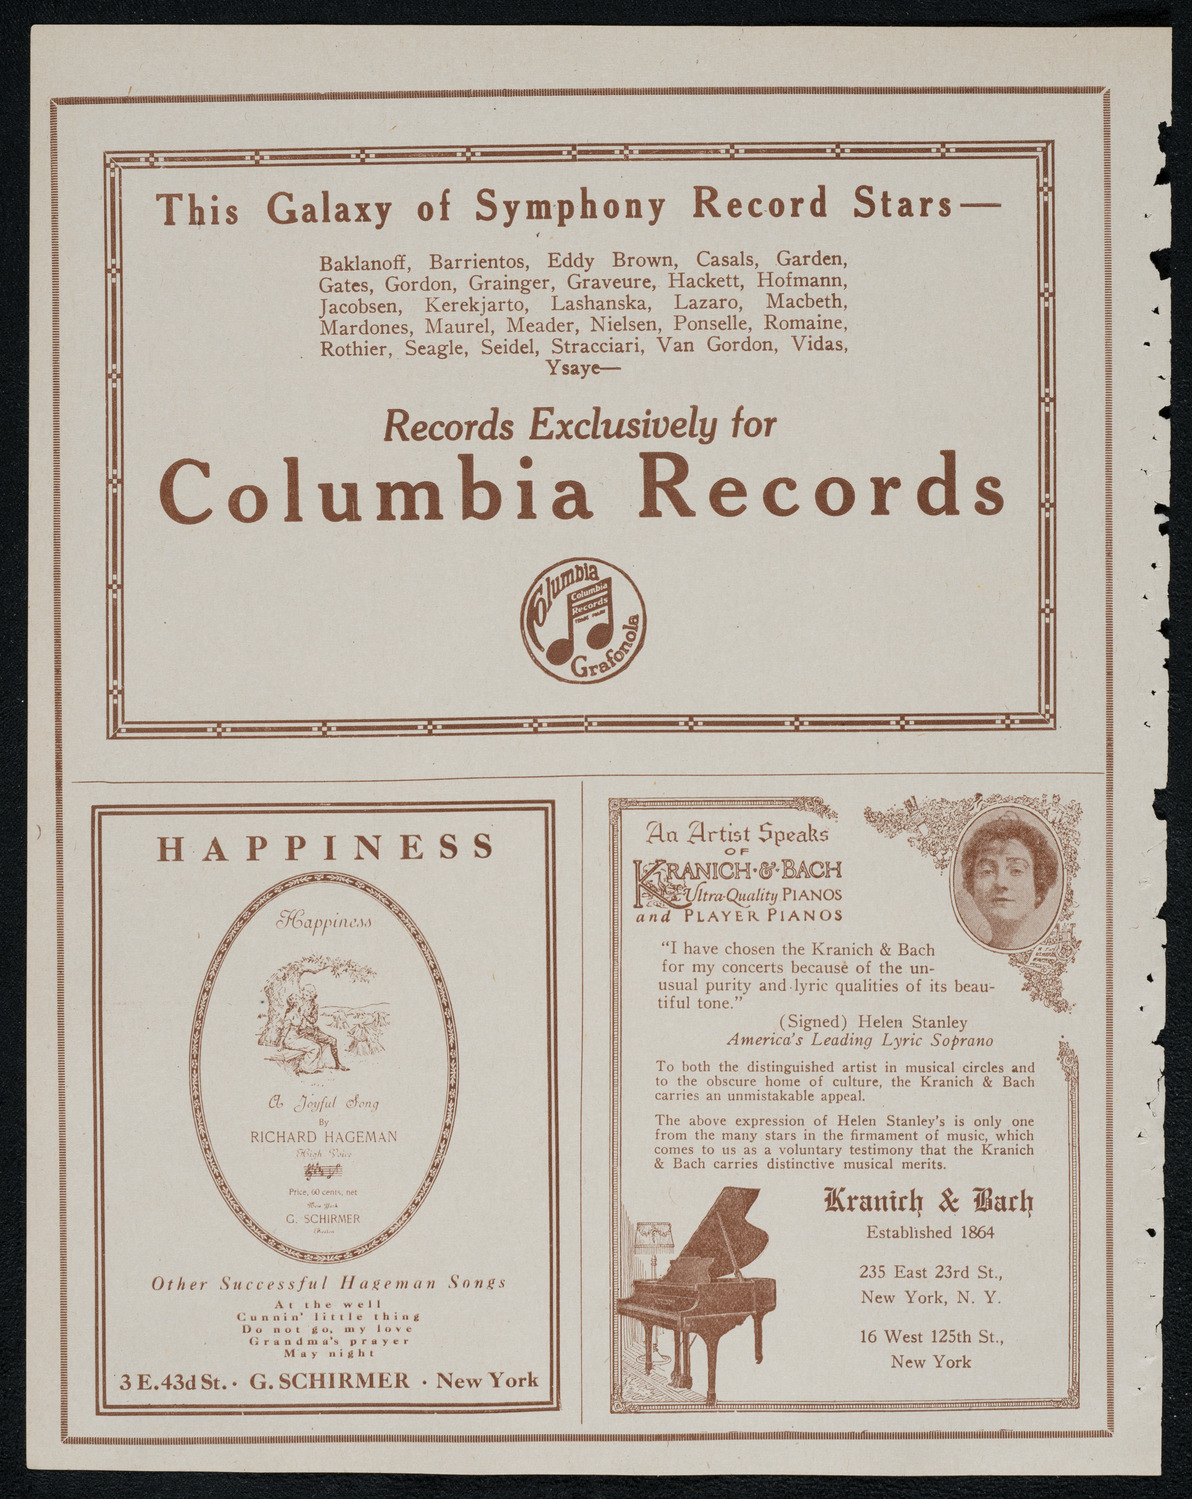 This Galaxy of Symphony Record Stars—
Baklanoff, Barrientos, Eddy Brown, Casals, Garden,
Gates, Gordon, Grainger, Graveure, Hackett, Hofmann,
Jacobsen, Kerekjarto, Lashanska, Lazaro, Macbeth,
Mardones, Maurel, Meader, Nielsen, Ponselle, Romaine,
Rothier, Seagle, Seidel, Stracciari, Van Gordon, Vidas,
Ysaye—
Records Exclusively for
Columbia Records
Columbia
Columbia
Records
TRADE MARK
Grafonola
HAPPINESS
Happiness
A Joyful Song
By
RICHARD HAGEMAN
High Voice
Price, 60 cents, net
New York
G. SCHIRMER
Boston
Other Successful Hageman Songs
At the well
Cunnin' little thing
Do not go, my love
Grandma's prayer
May night
3 E. 43d St. · G. SCHIRMER · New York
An Artist Speaks
OF
KRANICH·&·BACH
Ultra-Quality PIANOS
and PLAYER PIANOS
"I have chosen the Kranich & Bach
for my concerts because of the un-
usual purity and lyric qualities of its beau-
tiful tone."
(Signed) Helen Stanley
America's Leading Lyric Soprano
To both the distinguished artist in musical circles and
to the obscure home of culture, the Kranich & Bach
carries an unmistakable appeal.
The above expression of Helen Stanley's is only one
from the many stars in the firmament of music, which
comes to us as a voluntary testimony that the Kranich
& Bach carries distinctive musical merits.
Kranich & Bach
Established 1864
235 East 23rd St.,
New York, N. Y.
16 West 125th St.,
New York